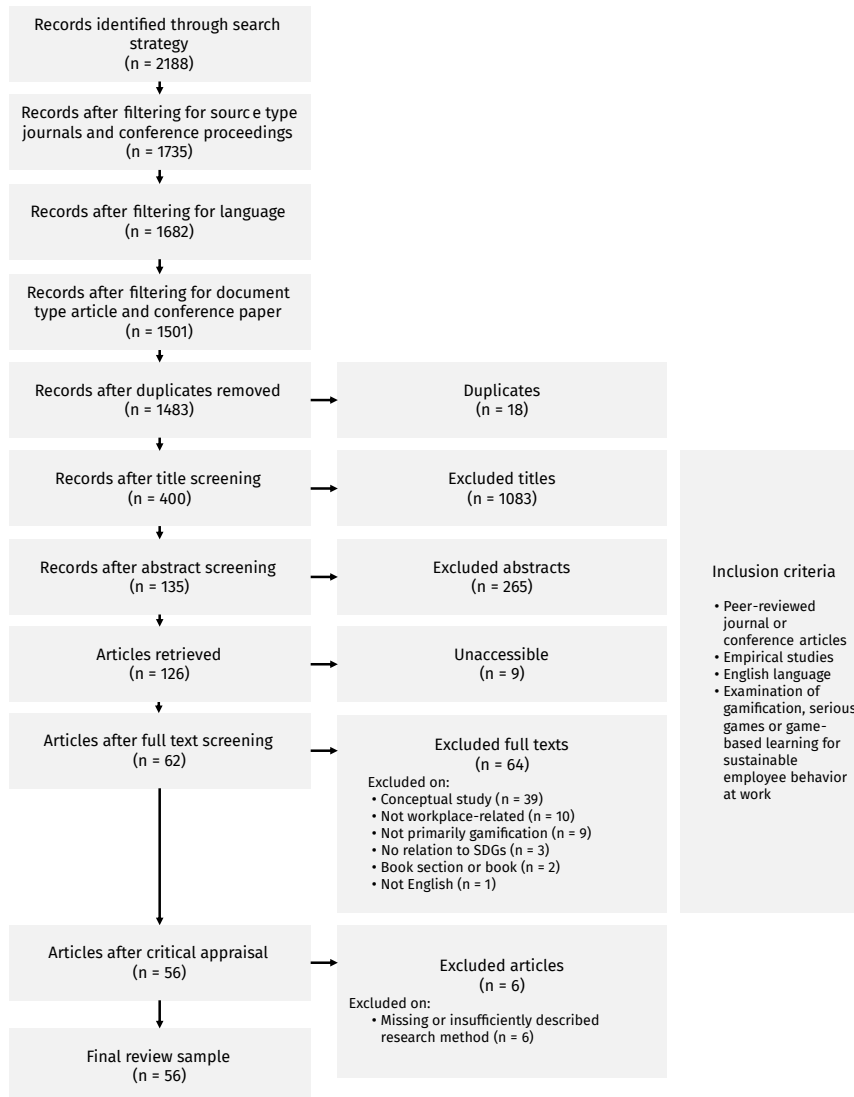 Records identified through search
strategy
(n = 2188)
Records after filtering for source type
journals and conference proceedings
(n = 1735)
Records after filtering for language
(n = 1682)
Records after filtering for document
type article and conference paper
(n = 1501)
Records after duplicates removed
(n = 1483)
Duplicates
(n = 18)
Records after title screening
(n = 400)
Excluded titles
(n = 1083)
Records after abstract screening
(n = 135)
Excluded abstracts
(n = 265)
Articles retrieved
(n = 126)
Unaccessible
(n = 9)
Articles after full text screening
(n = 62)
Excluded full texts
(n = 64)
Excluded on:
• Conceptual study (n = 39)
• Not workplace-related (n = 10)
• Not primarily gamification (n = 9)
• No relation to SDGs (n = 3)
• Book section or book (n = 2)
• Not English (n = 1)
Inclusion criteria
• Peer-reviewed
journal or
conference articles
• Empirical studies
• English language
• Examination of
gamification, serious
games or game-
based learning for
sustainable
employee behavior
at work
Articles after critical appraisal
(n = 56)
Excluded articles
(n = 6)
Excluded on:
• Missing or insufficiently described
research method (n = 6)
Final review sample
(n = 56)